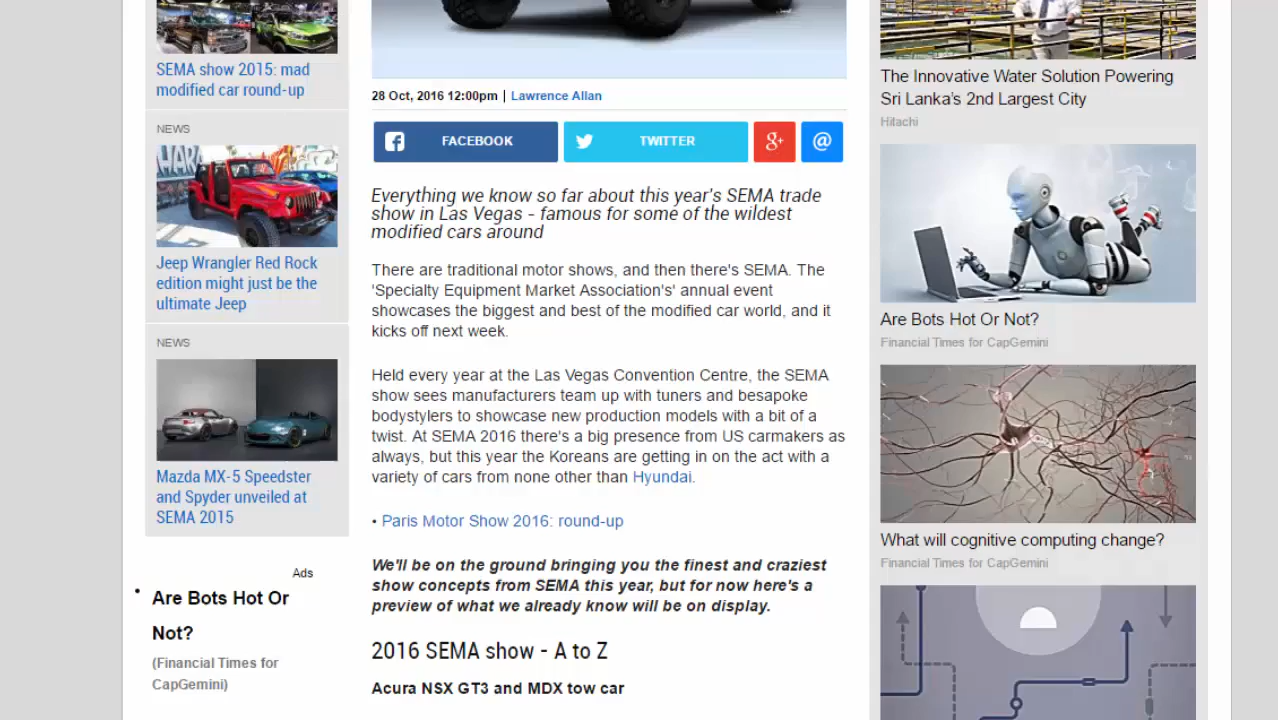 SEMA show 2015: mad
modified car round-up
NEWS
Jeep Wrangler Red Rock
edition might just be the
ultimate Jeep
NEWS
Mazda MX-5 Speedster
and Spyder unveiled at
SEMA 2015
Ads
• Are Bots Hot Or
Not?
(Financial Times for
CapGemini)
28 Oct, 2016 12:00pm | Lawrence Allan
FACEBOOK
TWITTER
g+
@
Everything we know so far about this year's SEMA trade
show in Las Vegas - famous for some of the wildest
modified cars around
There are traditional motor shows, and then there's SEMA. The
'Specialty Equipment Market Association's' annual event
showcases the biggest and best of the modified car world, and it
kicks off next week.
Held every year at the Las Vegas Convention Centre, the SEMA
show sees manufacturers team up with tuners and besapoke
bodystylers to showcase new production models with a bit of a
twist. At SEMA 2016 there's a big presence from US carmakers as
always, but this year the Koreans are getting in on the act with a
variety of cars from none other than Hyundai.
• Paris Motor Show 2016: round-up
We'll be on the ground bringing you the finest and craziest
show concepts from SEMA this year, but for now here's a
preview of what we already know will be on display.
2016 SEMA show - A to Z
Acura NSX GT3 and MDX tow car
The Innovative Water Solution Powering
Sri Lanka's 2nd Largest City
Hitachi
Are Bots Hot Or Not?
Financial Times for CapGemini
What will cognitive computing change?
Financial Times for CapGemini